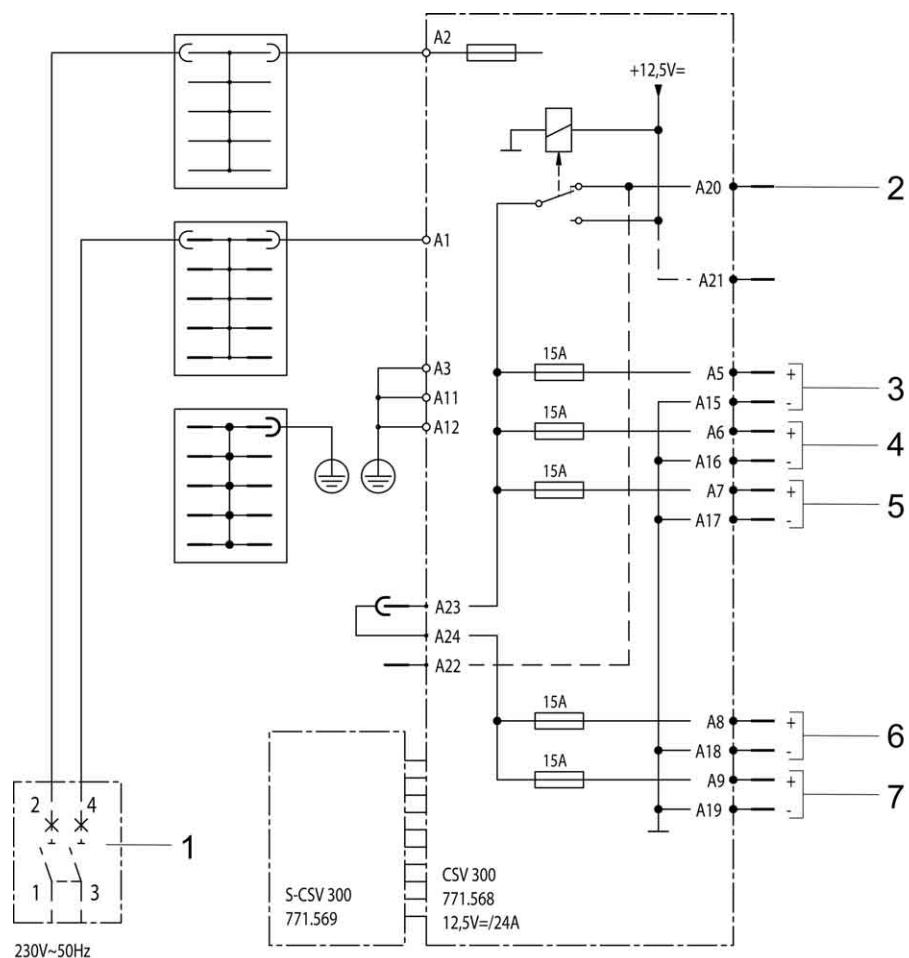 A2
+12,5V=
A20
2
A1
A21
15A
A3
A5
+
3
A11
A15
-
15A
A12
A6
+
4
A16
-
15A
A7
+
5
A17
-
A23
A24
A22
15A
A8
+
6
A18
-
15A
A9
+
7
A19
-
2 4
1
1 3
S-CSV 300
771.569
CSV 300
771.568
12,5V=/24A
230V~50Hz